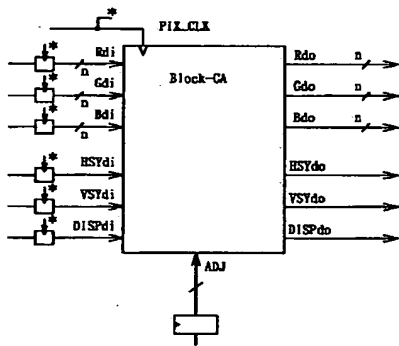 * PIX_CLK
* Rdi n Block-CA Rdo n
* Gdi n Gdo n
* Bdi n Bdo n
* HSYdi HSYdo
* VSYdi VSYdo
* DISPdi DISPdo
ADJ